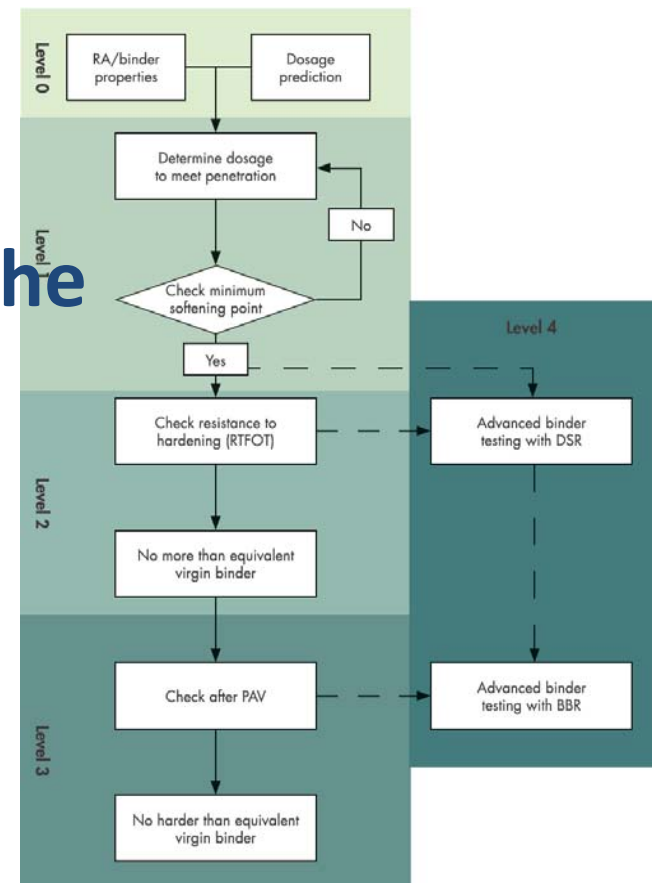 Level 0
RA/binder
properties
Dosage
prediction
Level 1
Determine dosage
to meet penetration
No
he
Check minimum
softening point
Yes
Level 4
Level 2
Check resistance to
hardening (RTFOT)
Advanced binder
testing with DSR
No more than equivalent
virgin binder
Level 3
Check after PAV
Advanced binder
testing with BBR
No harder than equivalent
virgin binder